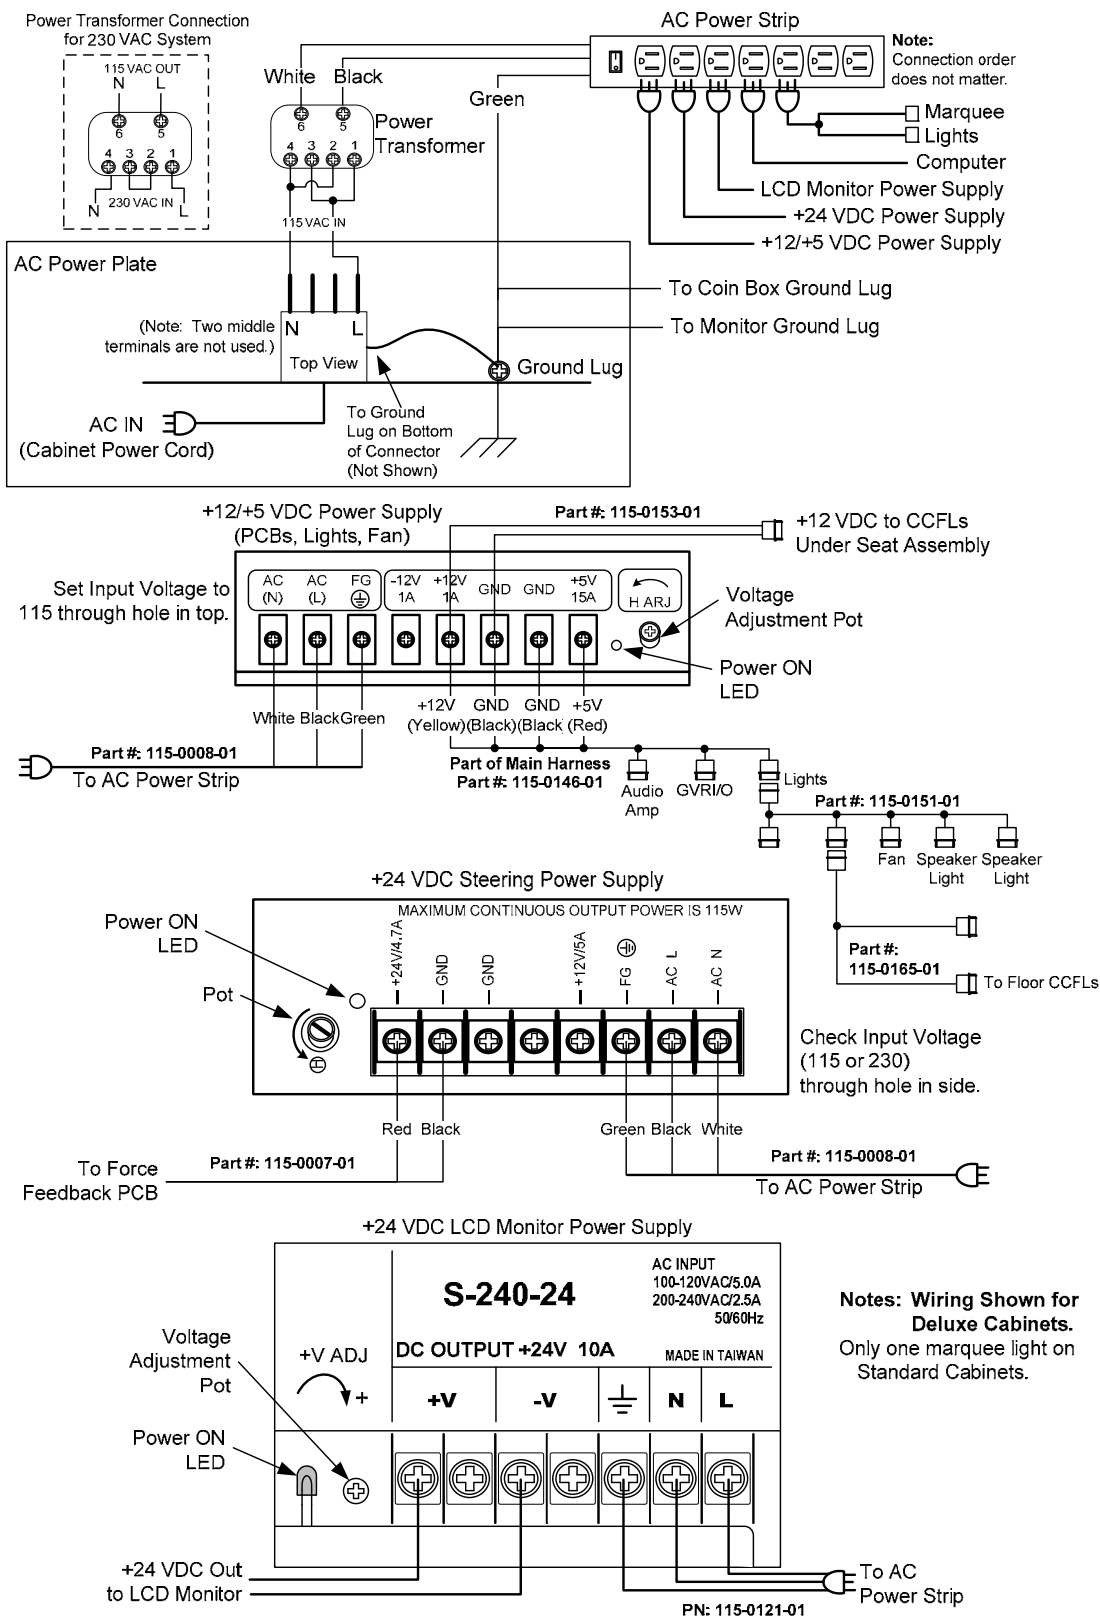 Power Transformer Connection
for 230 VAC System
115 VAC OUT
N L
6 5
4 3 2 1
N 230 VAC IN L
White Black
6 5
Power
Transformer
4 3 2 1
115 VAC IN
Green
AC Power Strip
Note:
Connection order
does not matter.
Marquee
Lights
Computer
LCD Monitor Power Supply
+24 VDC Power Supply
+12/+5 VDC Power Supply
AC Power Plate
(Note: Two middle
terminals are not used.)
N L
Top View
To Coin Box Ground Lug
To Monitor Ground Lug
Ground Lug
AC IN
(Cabinet Power Cord)
To Ground
Lug on Bottom
of Connector
(Not Shown)
+12/+5 VDC Power Supply
(PCBs, Lights, Fan)
Part #: 115-0153-01
+12 VDC to CCFLs
Under Seat Assembly
Set Input Voltage to
115 through hole in top.
AC
(N)
AC
(L)
FG
-12V
1A
+12V
1A
GND
GND
+5V
15A
H ARJ
Voltage
Adjustment Pot
Power ON
LED
White Black Green
+12V
(Yellow)
GND
(Black)
GND
(Black
+5V
(Red)
Part #: 115-0008-01
To AC Power Strip
Part of Main Harness
Part #: 115-0146-01
Audio
Amp
GVRI/O
Lights
Part #: 115-0151-01
Fan
Speaker
Light
Speaker
Light
Part #:
115-0165-01
To Floor CCFLs
+24 VDC Steering Power Supply
MAXIMUM CONTINUOUS OUTPUT POWER IS 115W
Power ON
LED
Pot
+24V/4.7A
GND
GND
+12V/5A
FG
AC L
AC N
Check Input Voltage
(115 or 230)
through hole in side.
Red Black
Green Black White
Part #: 115-0007-01
To Force
Feedback PCB
Part #: 115-0008-01
To AC Power Strip
+24 VDC LCD Monitor Power Supply
S-240-24
AC INPUT
100-120VAC/5.0A
200-240VAC/2.5A
50/60Hz
DC OUTPUT +24V 10A
MADE IN TAIWAN
+V ADJ
+
+V -V N L
Voltage
Adjustment
Pot
Power ON
LED
Notes: Wiring Shown for
Deluxe Cabinets.
Only one marquee light on
Standard Cabinets.
+24 VDC Out
to LCD Monitor
To AC
Power Strip
PN: 115-0121-01